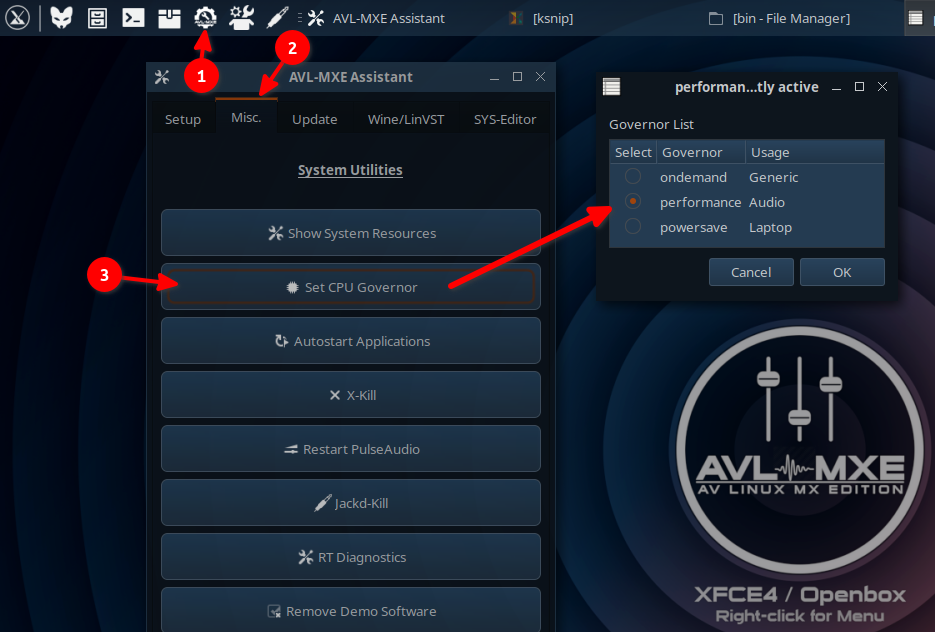 AVL-MXE Assistant
[ksnip]
[bin - File Manager]
1
2
AVL-MXE Assistant
Setup
Misc.
Update
Wine/LinVST
SYS-Editor
System Utilities
Show System Resources
3
Set CPU Governor
Autostart Applications
X-Kill
Restart PulseAudio
Jackd-Kill
RT Diagnostics
Remove Demo Software
performan...tly active
Governor List
Select Governor Usage
ondemand Generic
performance Audio
powersave Laptop
Cancel OK
AVL-MXE
AV LINUX MX EDITION
XFCE4 / Openbox
Right-click for Menu